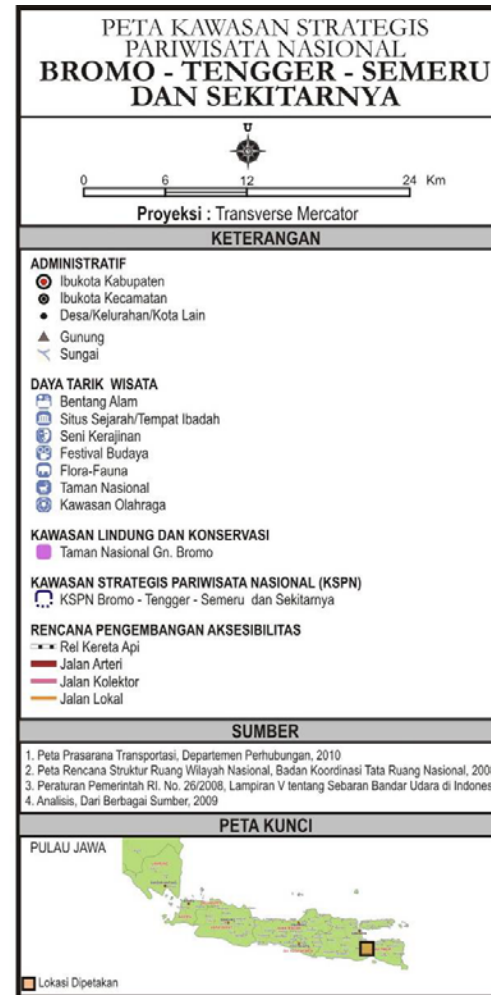 PETA KAWASAN STRATEGIS
PARIWISATA NASIONAL
BROMO - TENGGER - SEMERU
DAN SEKITARNYA
U
0 6 12 24 Km
Proyeksi : Transverse Mercator
KETERANGAN
ADMINISTRATIF
Ibukota Kabupaten
Ibukota Kecamatan
Desa/Kelurahan/Kota Lain
Gunung
Sungai
DAYA TARIK WISATA
Bentang Alam
Situs Sejarah/Tempat Ibadah
Seni Kerajinan
Festival Budaya
Flora-Fauna
Taman Nasional
Kawasan Olahraga
KAWASAN LINDUNG DAN KONSERVASI
Taman Nasional Gn. Bromo
KAWASAN STRATEGIS PARIWISATA NASIONAL (KSPN)
KSPN Bromo - Tengger - Semeru dan Sekitarnya
RENCANA PENGEMBANGAN AKSESIBILITAS
Rel Kereta Api
Jalan Arteri
Jalan Kolektor
Jalan Lokal
SUMBER
1. Peta Prasarana Transportasi, Departemen Perhubungan, 2010
2. Peta Rencana Struktur Ruang Wilayah Nasional, Badan Koordinasi Tata Ruang Nasional,
3. Peraturan Pemerintah RI. No. 26/2008, Lampiran V tentang Sebaran Bandar Udara di Indones
4. Analisis, Dari Berbagai Sumber, 2009
PETA KUNCI
PULAU JAWA
Lokasi Dipetakan